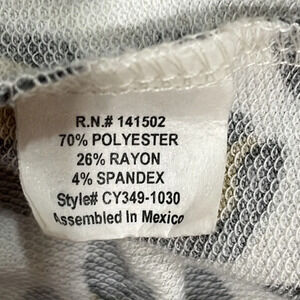 R.N.# 141502
70% POLYESTER
26% RAYON
4% SPANDEX
Style# CY349-1030
Assembled In Mexico